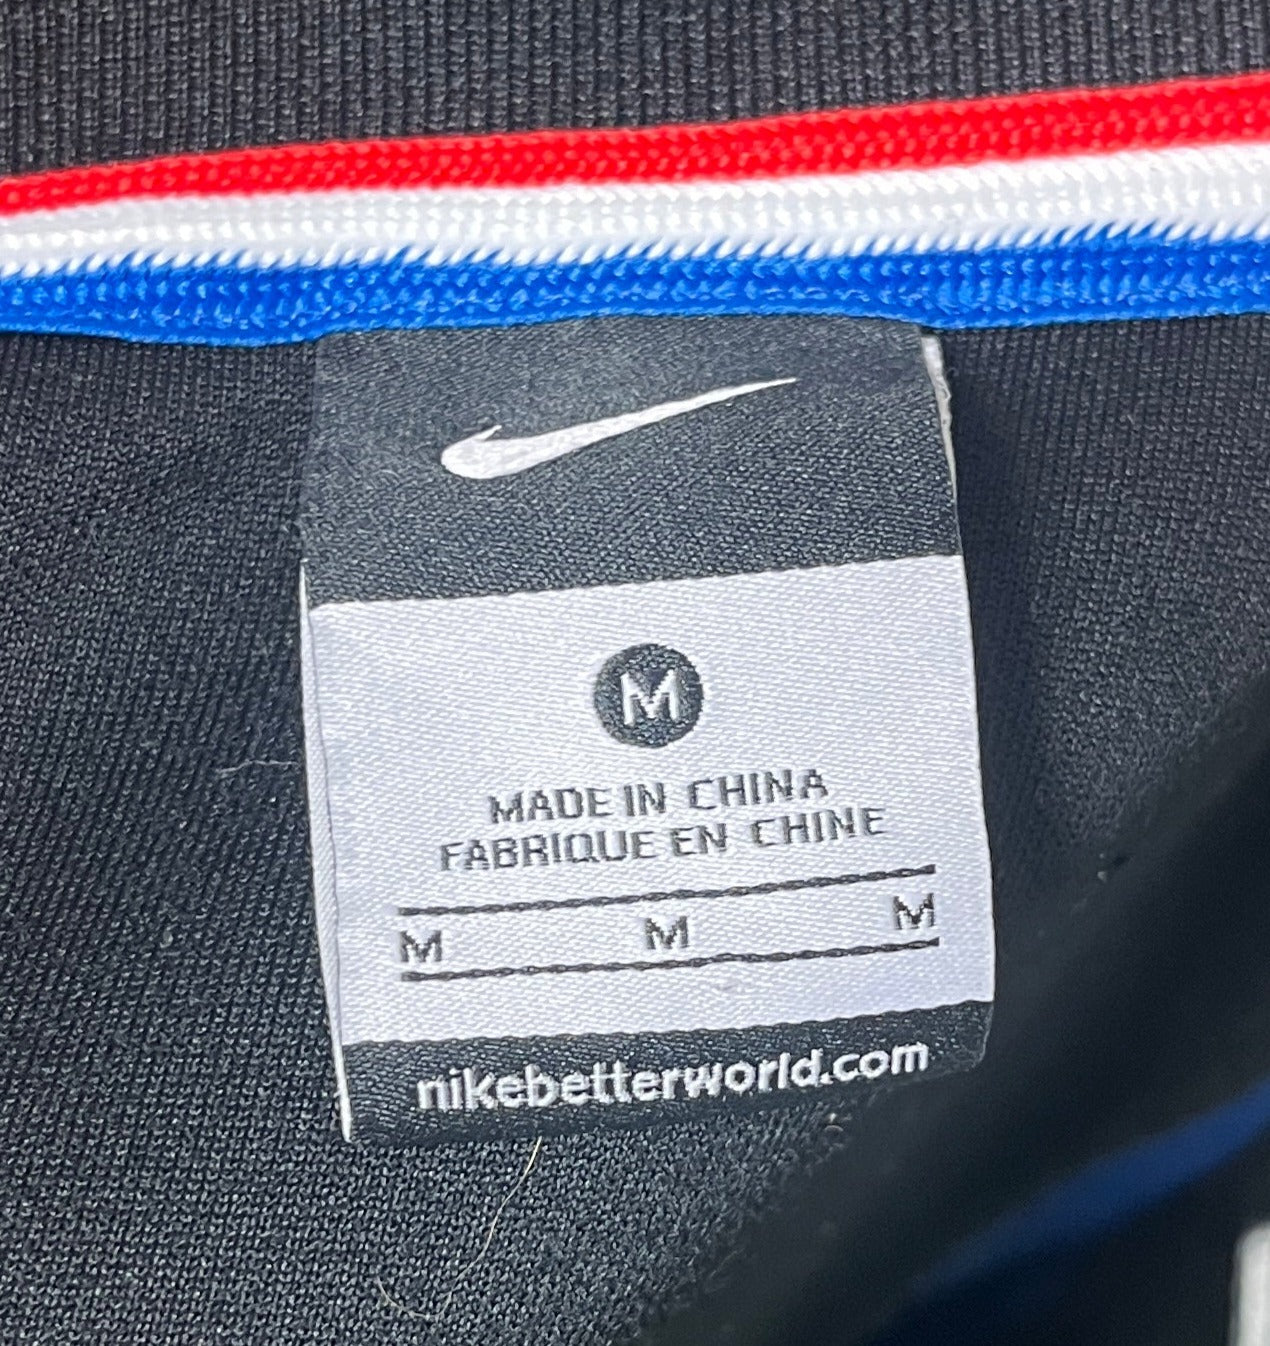 M
MADE IN CHINA
FABRIQUE EN CHINE
M M M
nikebetterworld.com